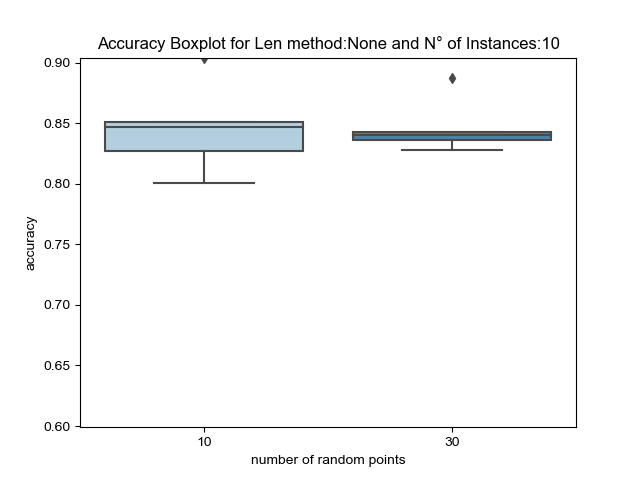 Accuracy Boxplot for Len method:None and N° of Instances:10
0.90
0.85
0.80
0.75
0.70
0.65
0.60
accuracy
10 30
number of random points